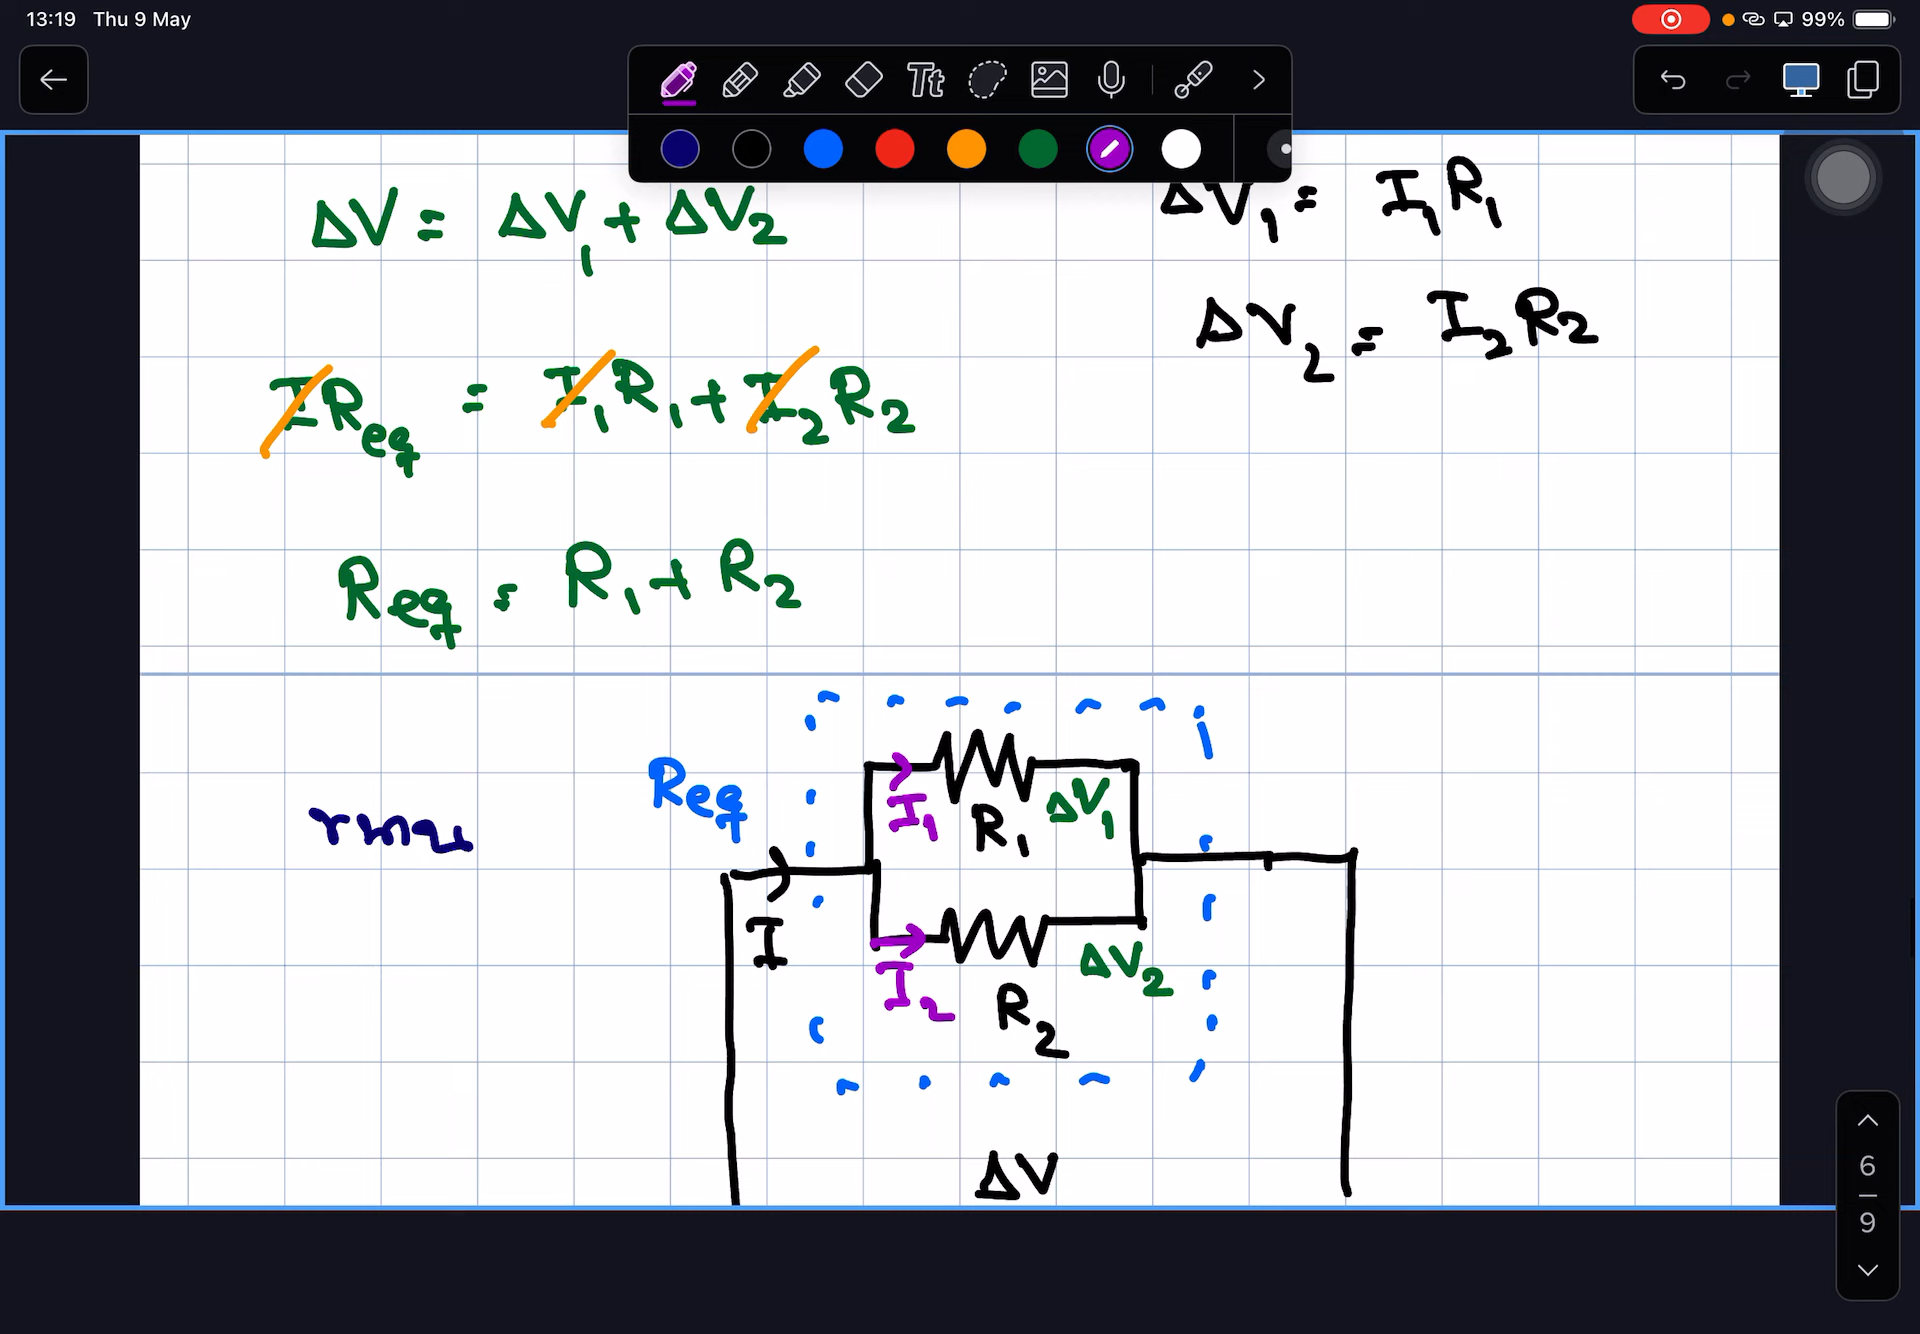 13:19 Thu 9 May
99%
Tt
ΔV = ΔV₁ + ΔV₂
ΔV₁ = I₁R₁
ΔV₂ = I₂R₂
IReq = I₁R₁ + I₂R₂
Req = R₁ + R₂
Req
I₁
R₁
ΔV₁
I
I₂
R₂
ΔV₂
ΔV
6
9